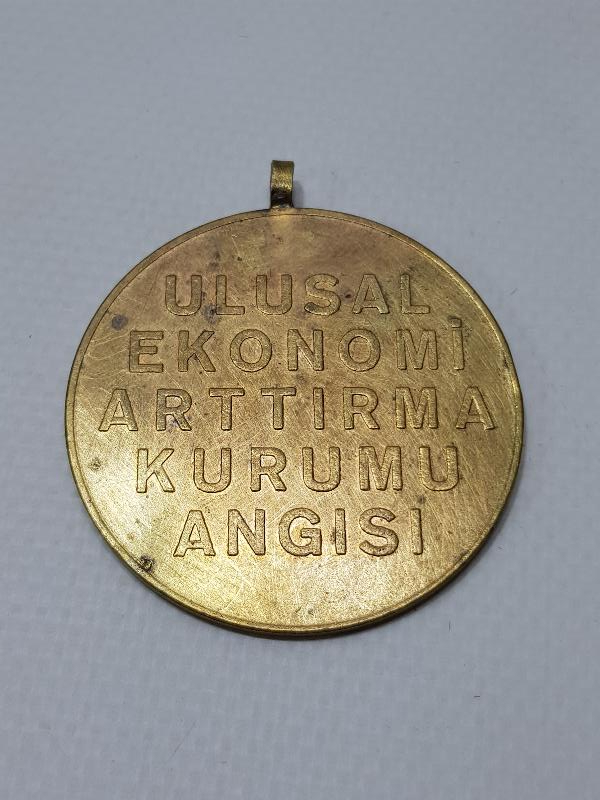 ULUSAL
EKONOMİ
ARTTIRMA
KURUMU
ANGISI